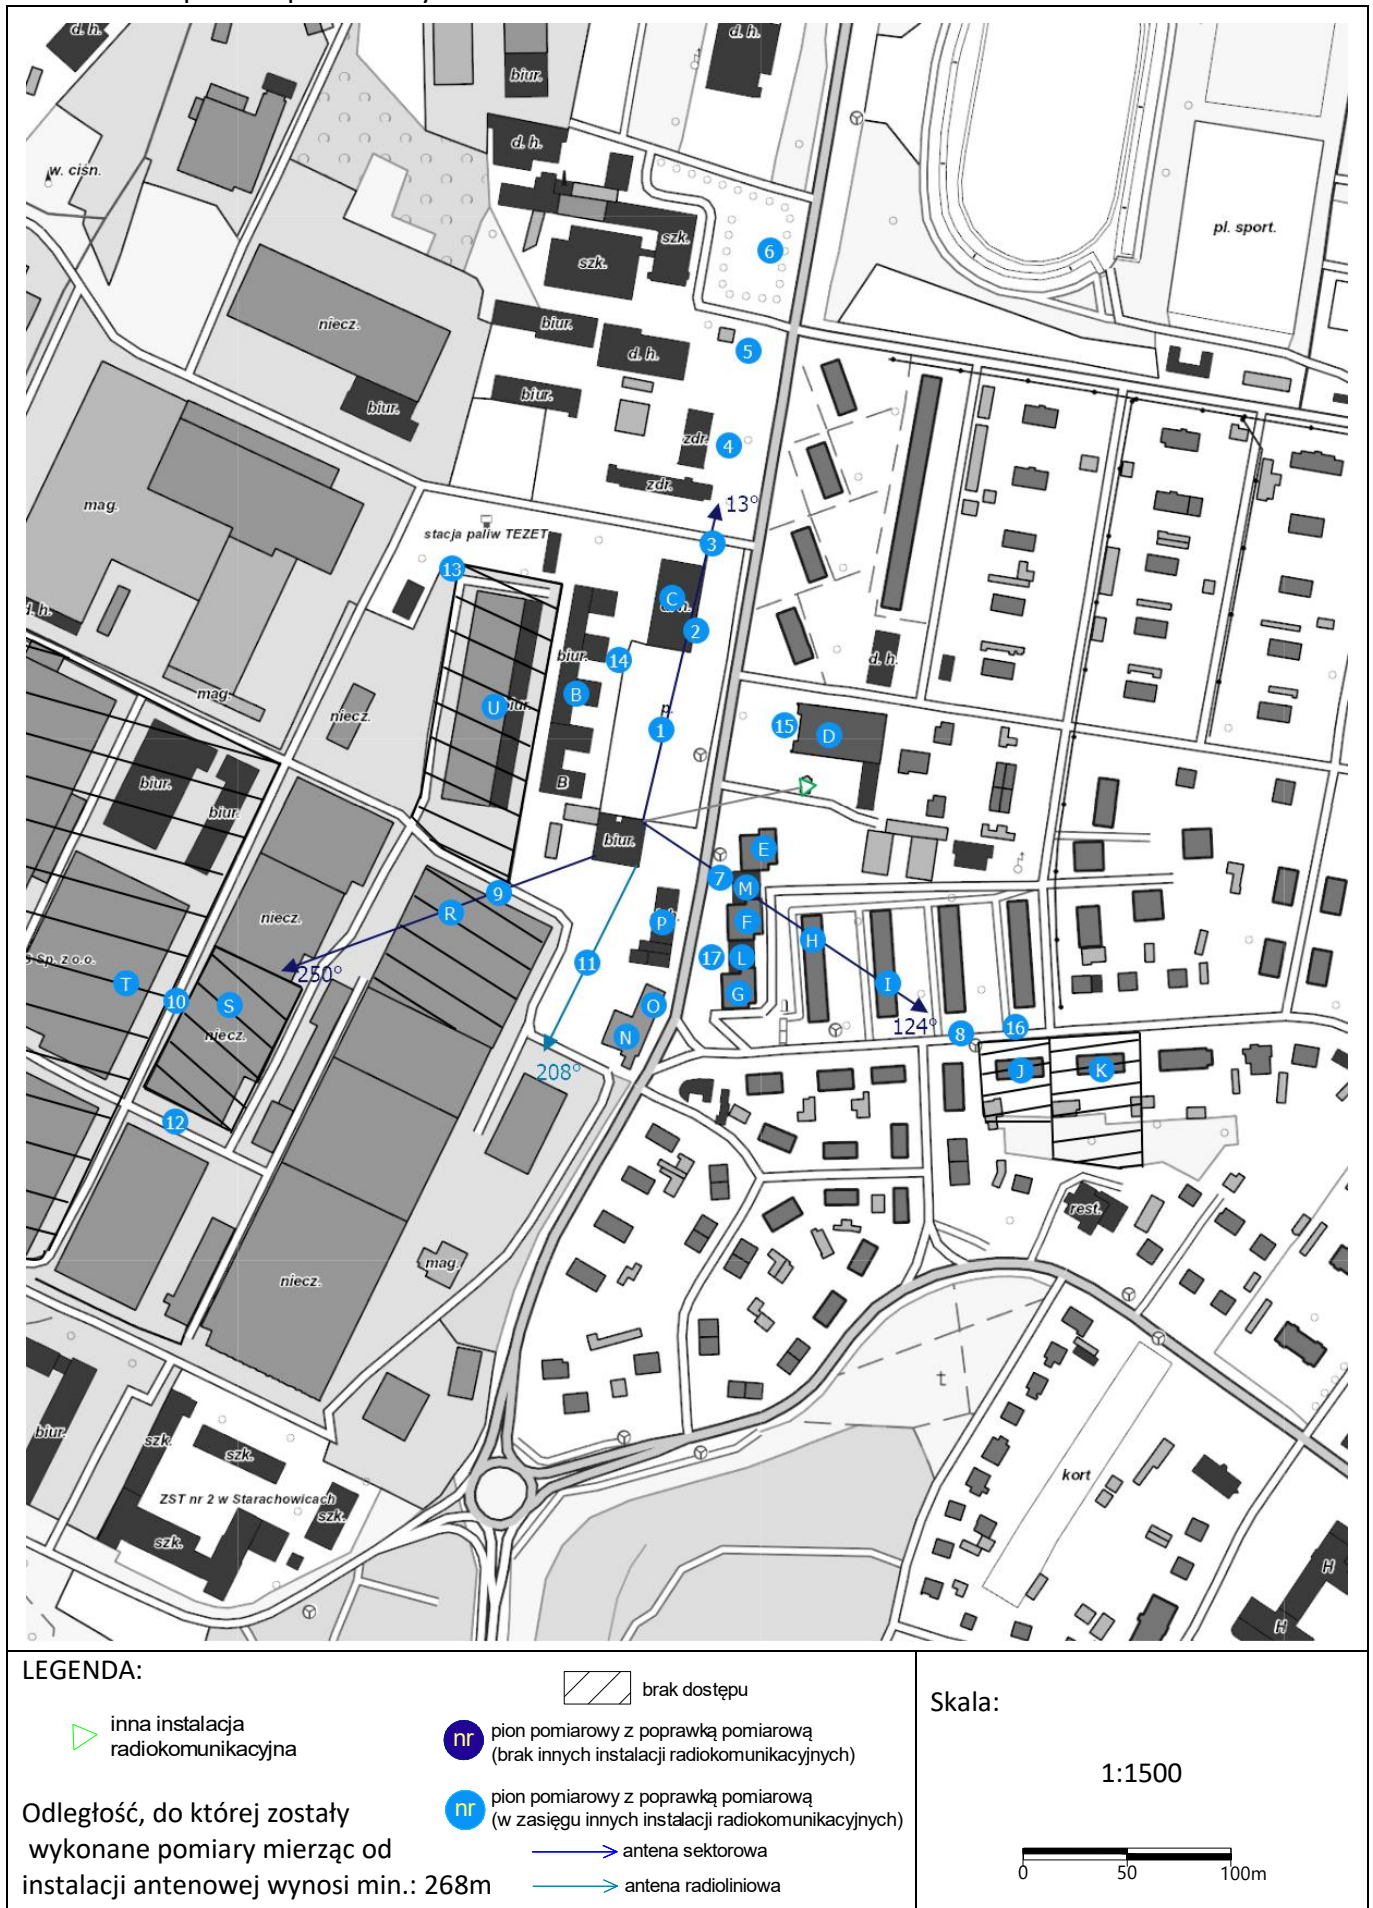 d. h.
d. h.
biur.
d. h.
w. ciśn.
szk.
szk.
pl. sport.
6
niecz.
biur.
d. h.
5
biur.
biur.
zdr.
4
zdr.
mag.
13°
stacja paliw TEZET
3
13
C
d. h.
2
biur.
14
d. h.
mag.
niecz.
B
U
biur.
p.
1
15
D
biur.
biur.
B
biur.
E
7
M
9
R
niecz.
P
F
H
Sp. z o.o.
250°
11
17
L
T
10
S
niecz.
G
O
I
124°
8
16
N
208°
J
K
12
rest.
mag.
niecz.
t
biur.
szk.
szk.
kort
ZST nr 2 w Starachowicach
szk.
szk.
H
H
LEGENDA:
inna instalacja
radiokomunikacyjna
Odległość, do której zostały
wykonane pomiary mierząc od
instalacji antenowej wynosi min.: 268m
brak dostępu
nr pion pomiarowy z poprawką pomiarową
(brak innych instalacji radiokomunikacyjnych)
nr pion pomiarowy z poprawką pomiarową
(w zasięgu innych instalacji radiokomunikacyjnych)
antena sektorowa
antena radioliniowa
Skala:
1:1500
0 50 100m